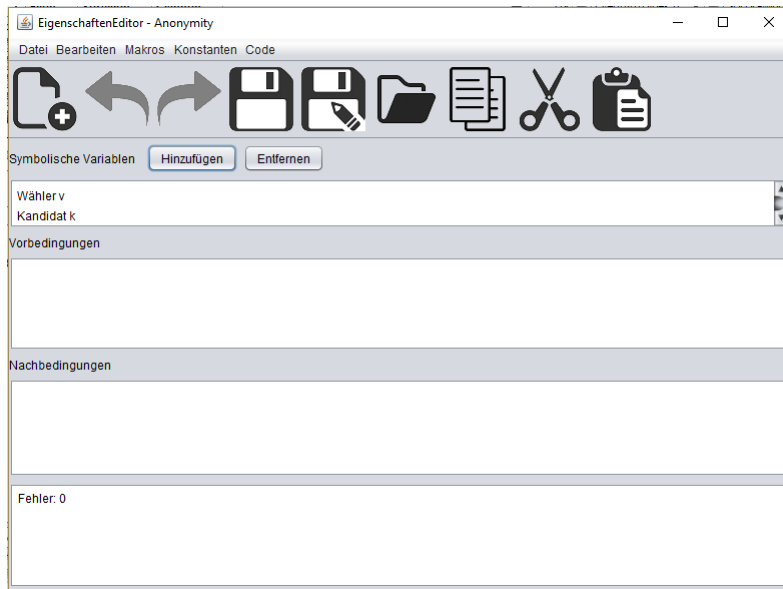 EigenschaftenEditor - Anonymity
Datei Bearbeiten Makros Konstanten Code
Symbolische Variablen Hinzufügen Entfernen
Wähler v
Kandidat k
Vorbedingungen
Nachbedingungen
Fehler: 0